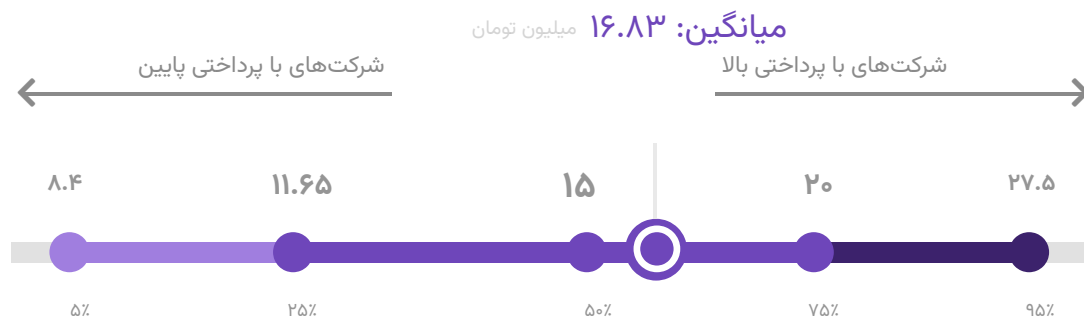 میانگین: ۱۶.۸۳ میلیون تومان
شرکت‌های با پرداختی بالا
شرکت‌های با پرداختی پایین
۸.۴ ۱۱.۶۵ ۱۵ ۲۰ ۲۷.۵
۵٪ ۲۵٪ ۵۰٪ ۷۵٪ ۹۵٪